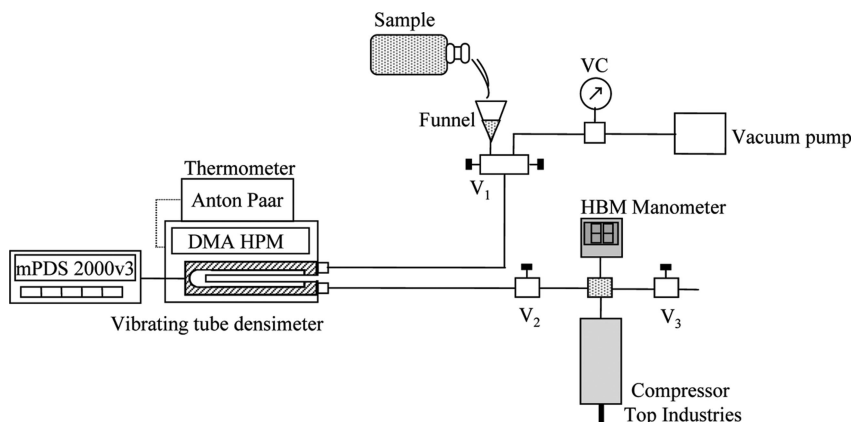 Sample
VC
Funnel
Vacuum pump
V₁
Thermometer
Anton Paar
HBM Manometer
DMA HPM
mPDS 2000v3
V₂
V₃
Vibrating tube densimeter
Compressor
Top Industries